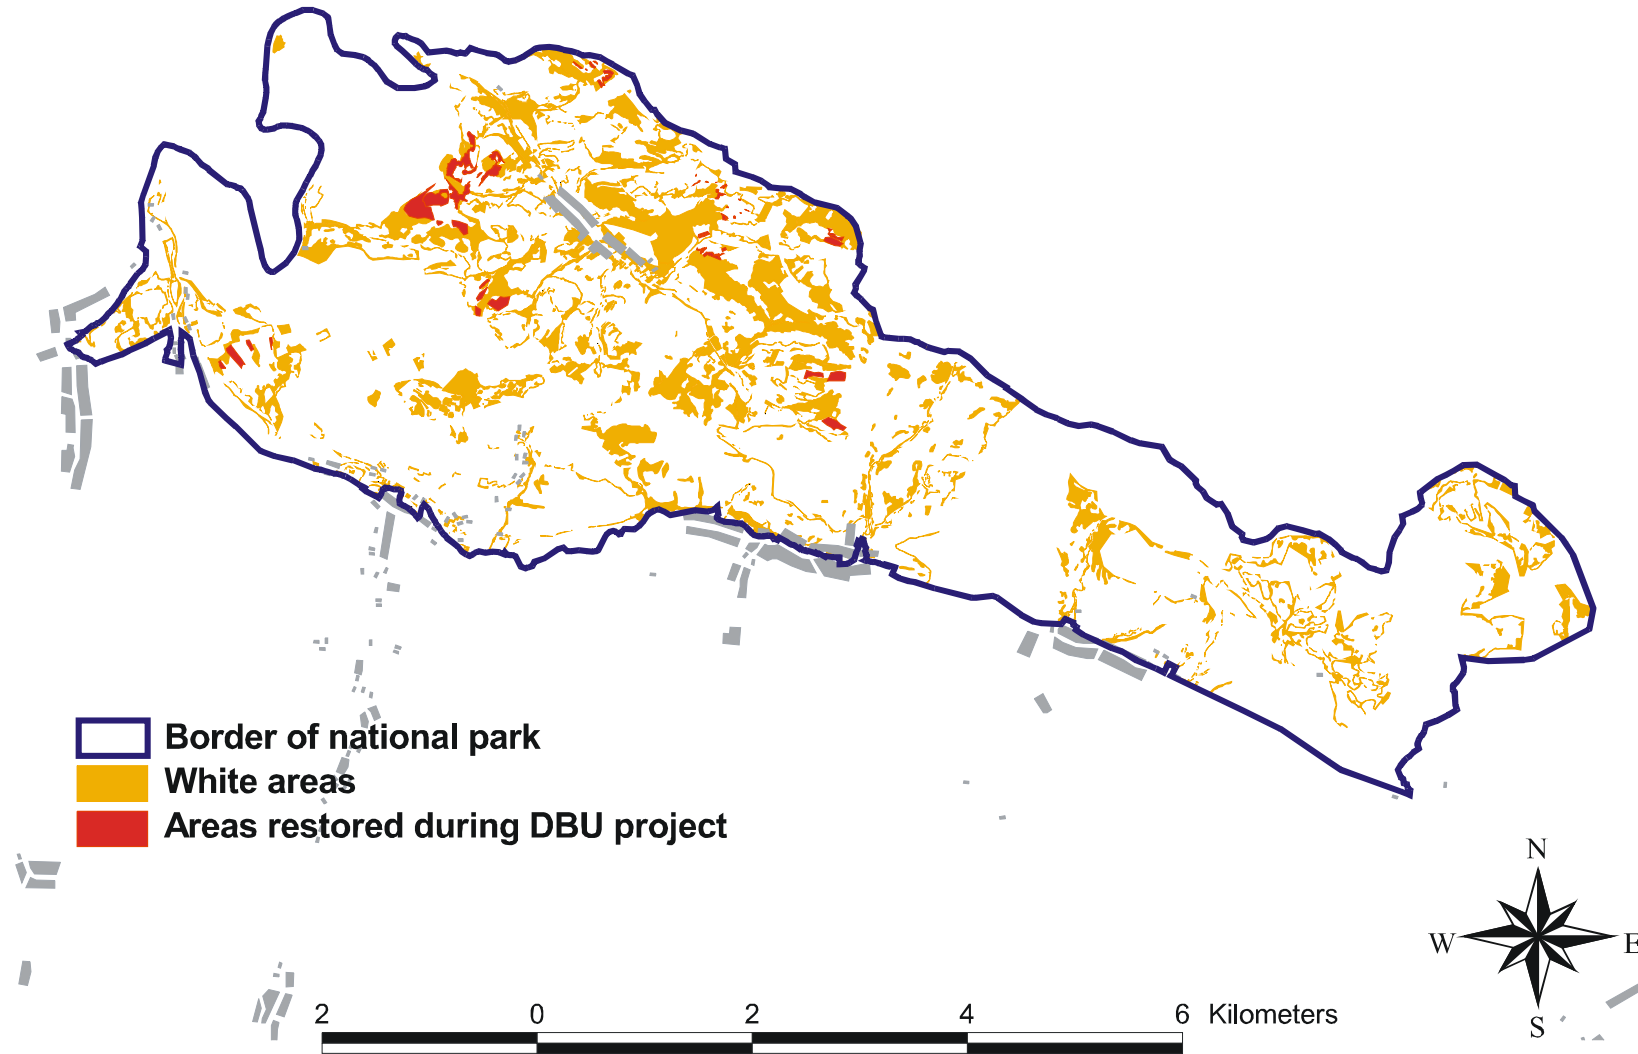 Border of national park
White areas
Areas restored during DBU project
N
W E
S
2 0 2 4 6 Kilometers